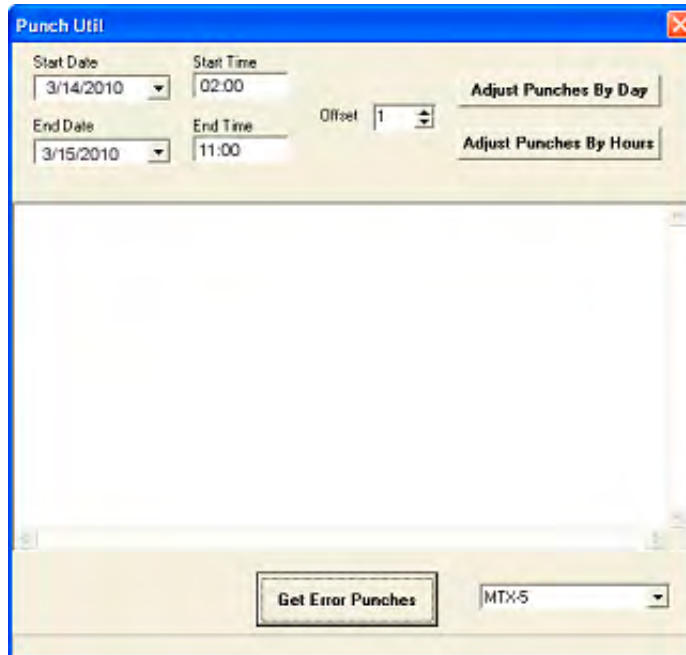 Punch Util
Start Date
Start Time
3/14/2010
02:00
Offset
1
Adjust Punches By Day
End Date
End Time
3/15/2010
11:00
Adjust Punches By Hours
Get Error Punches
MTX-5